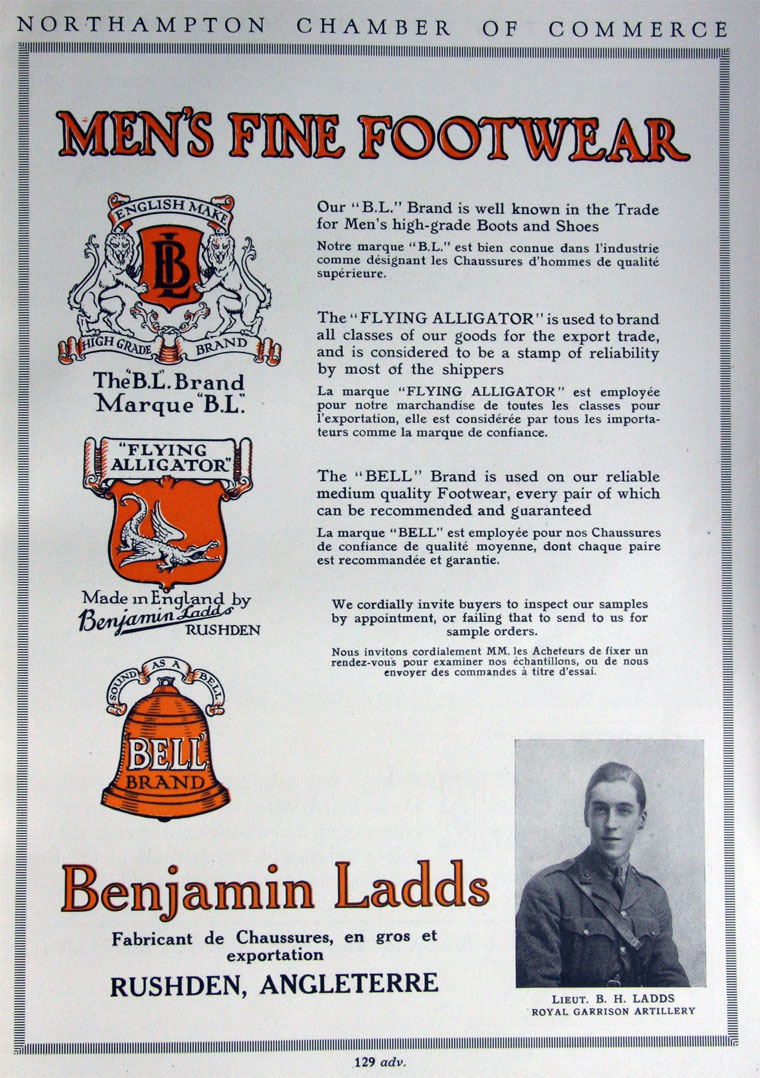 NORTHAMPTON CHAMBER OF COMMERCE
MEN'S FINE FOOTWEAR
ENGLISH MAKE
BL
HIGH GRADE BRAND
The "B.L". Brand
Marque "B.L".
Our "B.L." Brand is well known in the Trade
for Men's high-grade Boots and Shoes
Notre marque "B.L." est bien connue dans l'industrie
comme désignant les Chaussures d'hommes de qualité
supérieure.
The "FLYING ALLIGATOR" is used to brand
all classes of our goods for the export trade,
and is considered to be a stamp of reliability
by most of the shippers
La marque "FLYING ALLIGATOR" est employée
pour notre marchandise de toutes les classes pour
l'exportation, elle est considérée par tous les importa-
teurs comme la marque de confiance.
"FLYING
ALLIGATOR"
Made in England by
Benjamin Ladds
RUSHDEN
The "BELL" Brand is used on our reliable
medium quality Footwear, every pair of which
can be recommended and guaranteed
La marque "BELL" est employée pour nos Chaussures
de confiance de qualité moyenne, dont chaque paire
est recommandée et garantie.
We cordially invite buyers to inspect our samples
by appointment, or failing that to send to us for
sample orders.
Nous invitons cordialement MM. les Acheteurs de fixer un
rendez-vous pour examiner nos échantillons, ou de nous
envoyer des commandes à titre d'essai.
SOUND AS A BELL
"BELL"
BRAND
Benjamin Ladds
Fabricant de Chaussures, en gros et
exportation
RUSHDEN, ANGLETERRE
LIEUT. B. H. LADDS
ROYAL GARRISON ARTILLERY
129 adv.